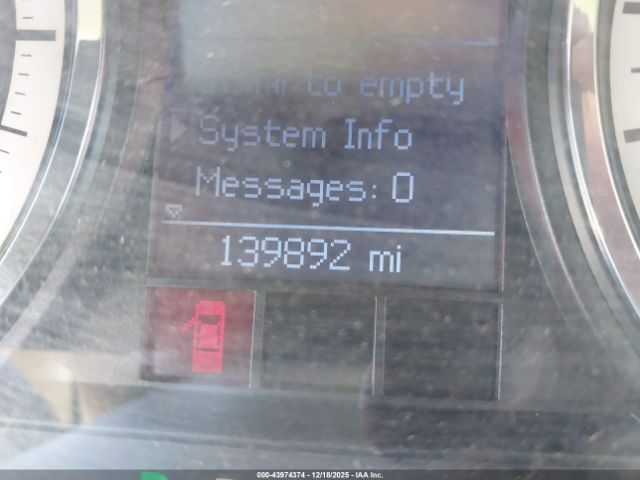 to empty
System Info
Messages: 0
139892 mi
000-43974374 - 12/18/2025 - IAA Inc.